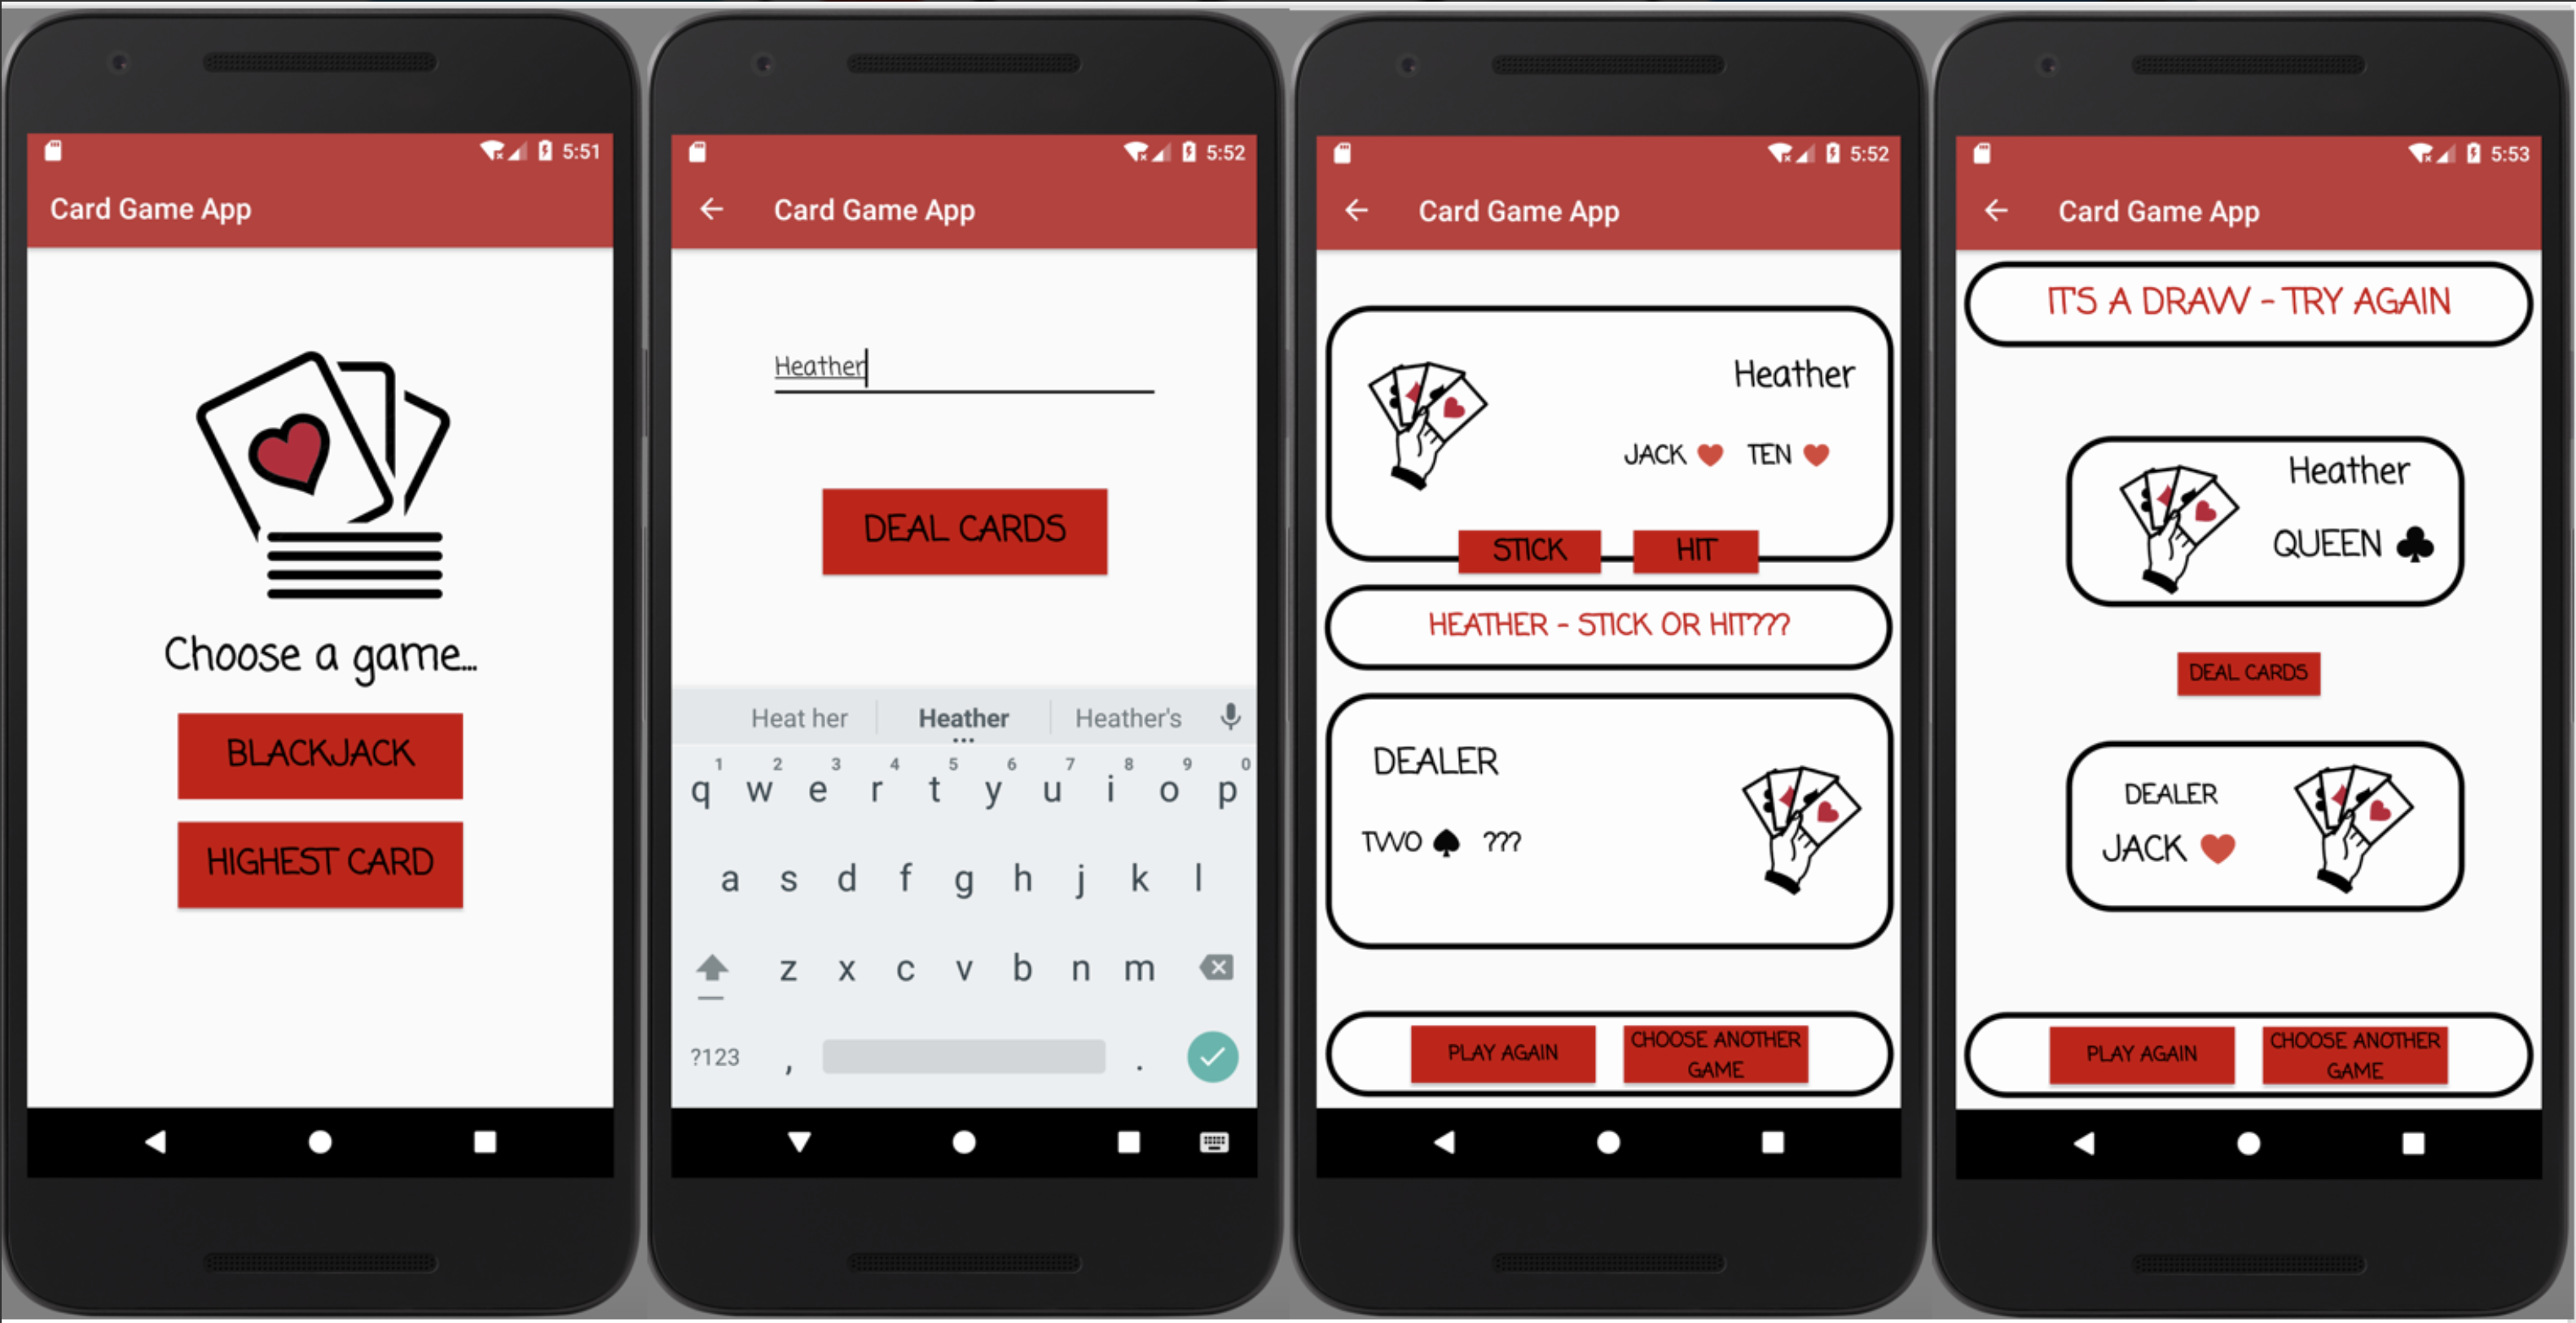 5:51
Card Game App
Choose a game...
BLACKJACK
HIGHEST CARD
5:52
Card Game App
Heather
DEAL CARDS
Heat her Heather Heather's
1 2 3 4 5 6 7 8 9 0
q w e r t y u i o p
a s d f g h j k l
z x c v b n m
?123 , .
5:52
Card Game App
Heather
JACK ♥ TEN ♥
STICK HIT
HEATHER - STICK OR HIT???
DEALER
TWO ♠ ???
PLAY AGAIN
CHOOSE ANOTHER
GAME
5:53
Card Game App
IT'S A DRAW - TRY AGAIN
Heather
QUEEN ♣
DEAL CARDS
DEALER
JACK ♥
PLAY AGAIN
CHOOSE ANOTHER
GAME